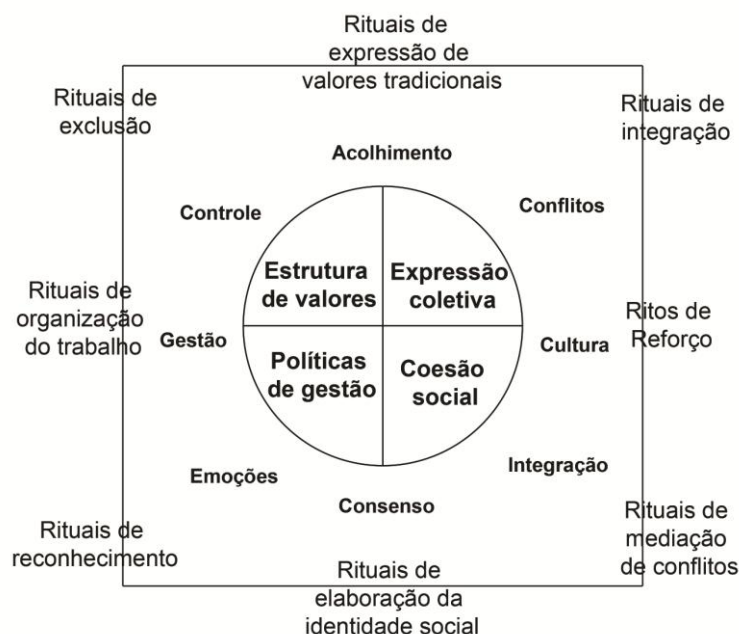 Rituais de
expressão de
valores tradicionais
Rituais de
exclusão
Rituais de
integração
Acolhimento
Controle
Conflitos
Estrutura
de valores
Expressão
coletiva
Rituais de
organização
do trabalho
Gestão
Cultura
Ritos de
Reforço
Políticas
de gestão
Coesão
social
Emoções
Consenso
Integração
Rituais de
reconhecimento
Rituais de
mediação
de conflitos
Rituais de
elaboração da
identidade social